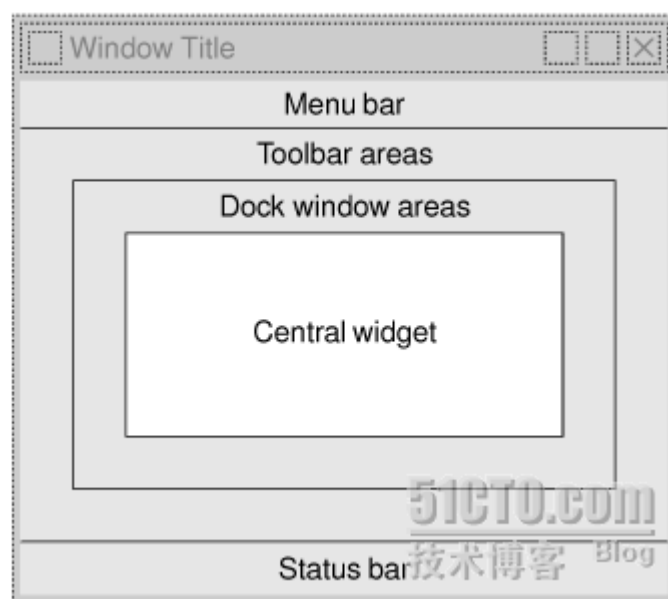 Window Title
Menu bar
Toolbar areas
Dock window areas
Central widget
51CTO.com
Status bar
技术博客 Blog